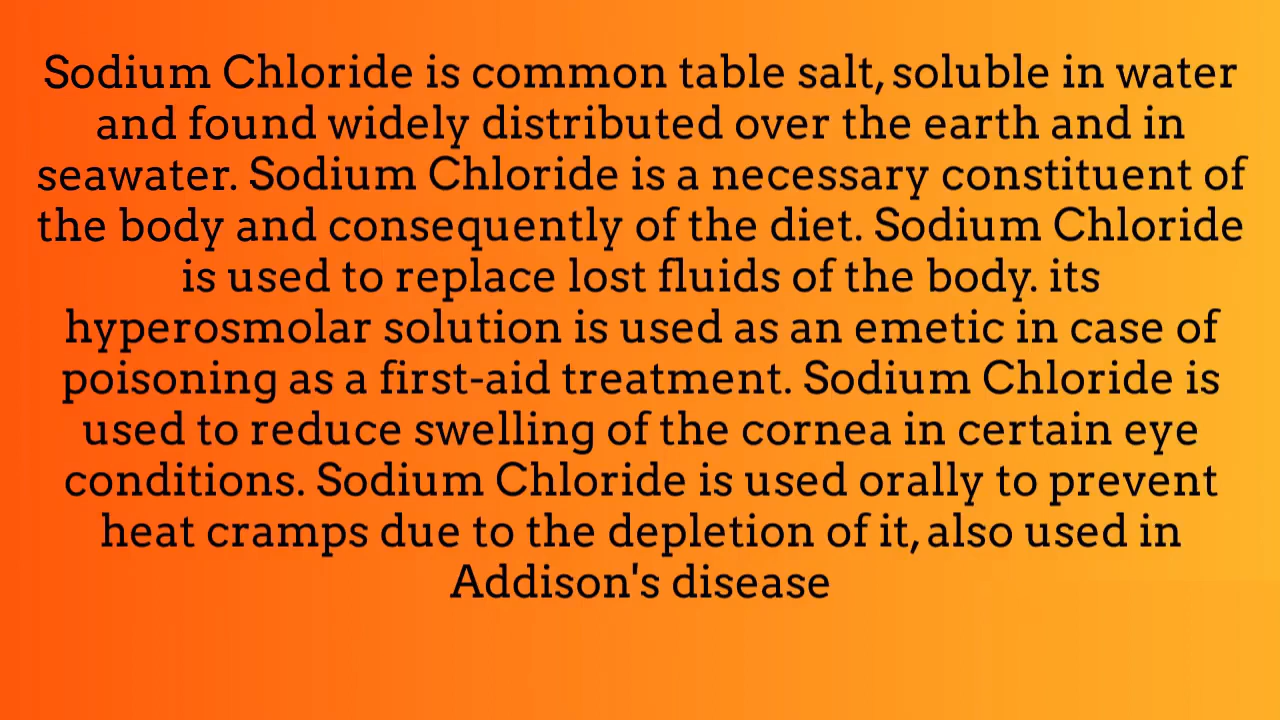 Sodium Chloride is common table salt, soluble in water
and found widely distributed over the earth and in
seawater. Sodium Chloride is a necessary constituent of
the body and consequently of the diet. Sodium Chloride
is used to replace lost fluids of the body. its
hyperosmolar solution is used as an emetic in case of
poisoning as a first-aid treatment. Sodium Chloride is
used to reduce swelling of the cornea in certain eye
conditions. Sodium Chloride is used orally to prevent
heat cramps due to the depletion of it, also used in
Addison's disease